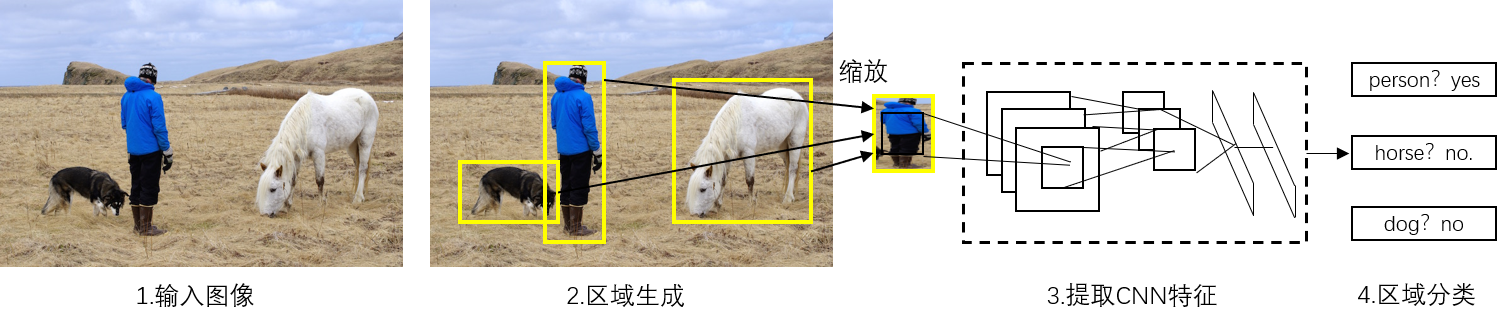 缩放
person？yes
horse？no.
dog？no
1.输入图像
2.区域生成
3.提取CNN特征
4.区域分类